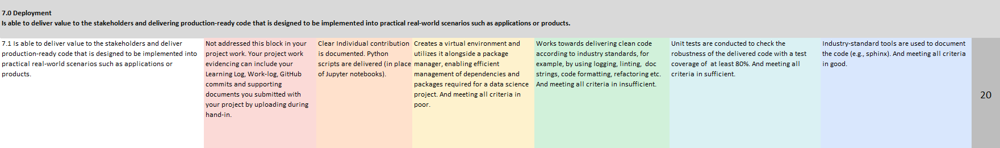 7.0 Deployment
Is able to deliver value to the stakeholders and delivering production-ready code that is designed to be implemented into practical real-world scenarios such as applications or products.
7.1 Is able to deliver value to the stakeholders and deliver
production-ready code that is designed to be implemented into
practical real-world scenarios such as applications or
products.
Not addressed this block in your
project work. Your project work
evidencing can include your
Learning Log, Work-log, GitHub
commits and supporting
documents you submitted with
your project by uploading during
hand-in.
Clear Individual contribution
is documented. Python
scripts are delivered (in place
of Jupyter notebooks).
Creates a virtual environment and
utilizes it alongside a package
manager, enabling efficient
management of dependencies and
packages required for a data science
project. And meeting all criteria in
poor.
Works towards delivering clean code
according to industry standards, for
example, by using logging, linting,  doc
strings, code formatting, refactoring etc.
And meeting all criteria in insufficient.
Unit tests are conducted to check the
robustness of the delivered code with a test
coverage of  at least 80%. And meeting all
criteria in sufficient.
Industry-standard tools are used to document
the code (e.g., sphinx). And meeting all criteria
in good.
20